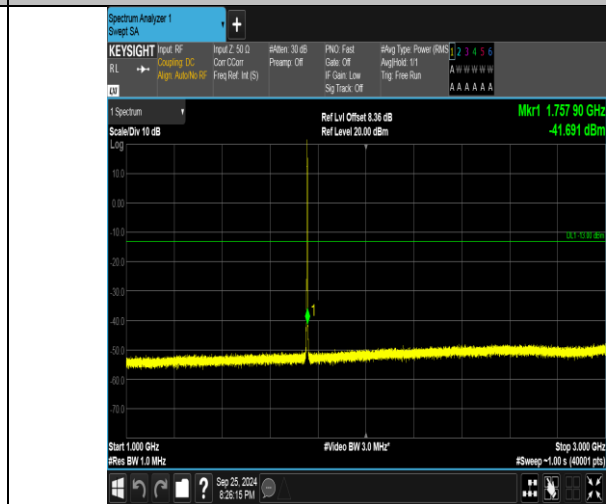 Spectrum Analyzer 1
Swept SA
+
KEYSIGHT Input: RF Input Z: 50 Ω #Atten: 30 dB PNO: Fast #Avg Type: Power (RMS 1 2 3 4 5 6
RL Coupling: DC Corr CCorr Preamp: Off Gate: Off Avg|Hold: 1/1 A W W W W W
Align: Auto/No RF Freq Ref: Int (S) IF Gain: Low Trig: Free Run A A A A A A
LXI Sig Track: Off
1 Spectrum Ref Lvl Offset 8.36 dB Mkr1 1.757 90 GHz
Scale/Div 10 dB Ref Level 20.00 dBm -41.691 dBm
Log
10.0
0.00
-10.0
DL1 -13.00 dBm
-20.0
-30.0
1
-40.0
-50.0
-60.0
-70.0
Start 1.000 GHz #Video BW 3.0 MHz* Stop 3.000 GHz
#Res BW 1.0 MHz #Sweep ~1.00 s (40001 pts)
? Sep 25, 2024
8:26:15 PM